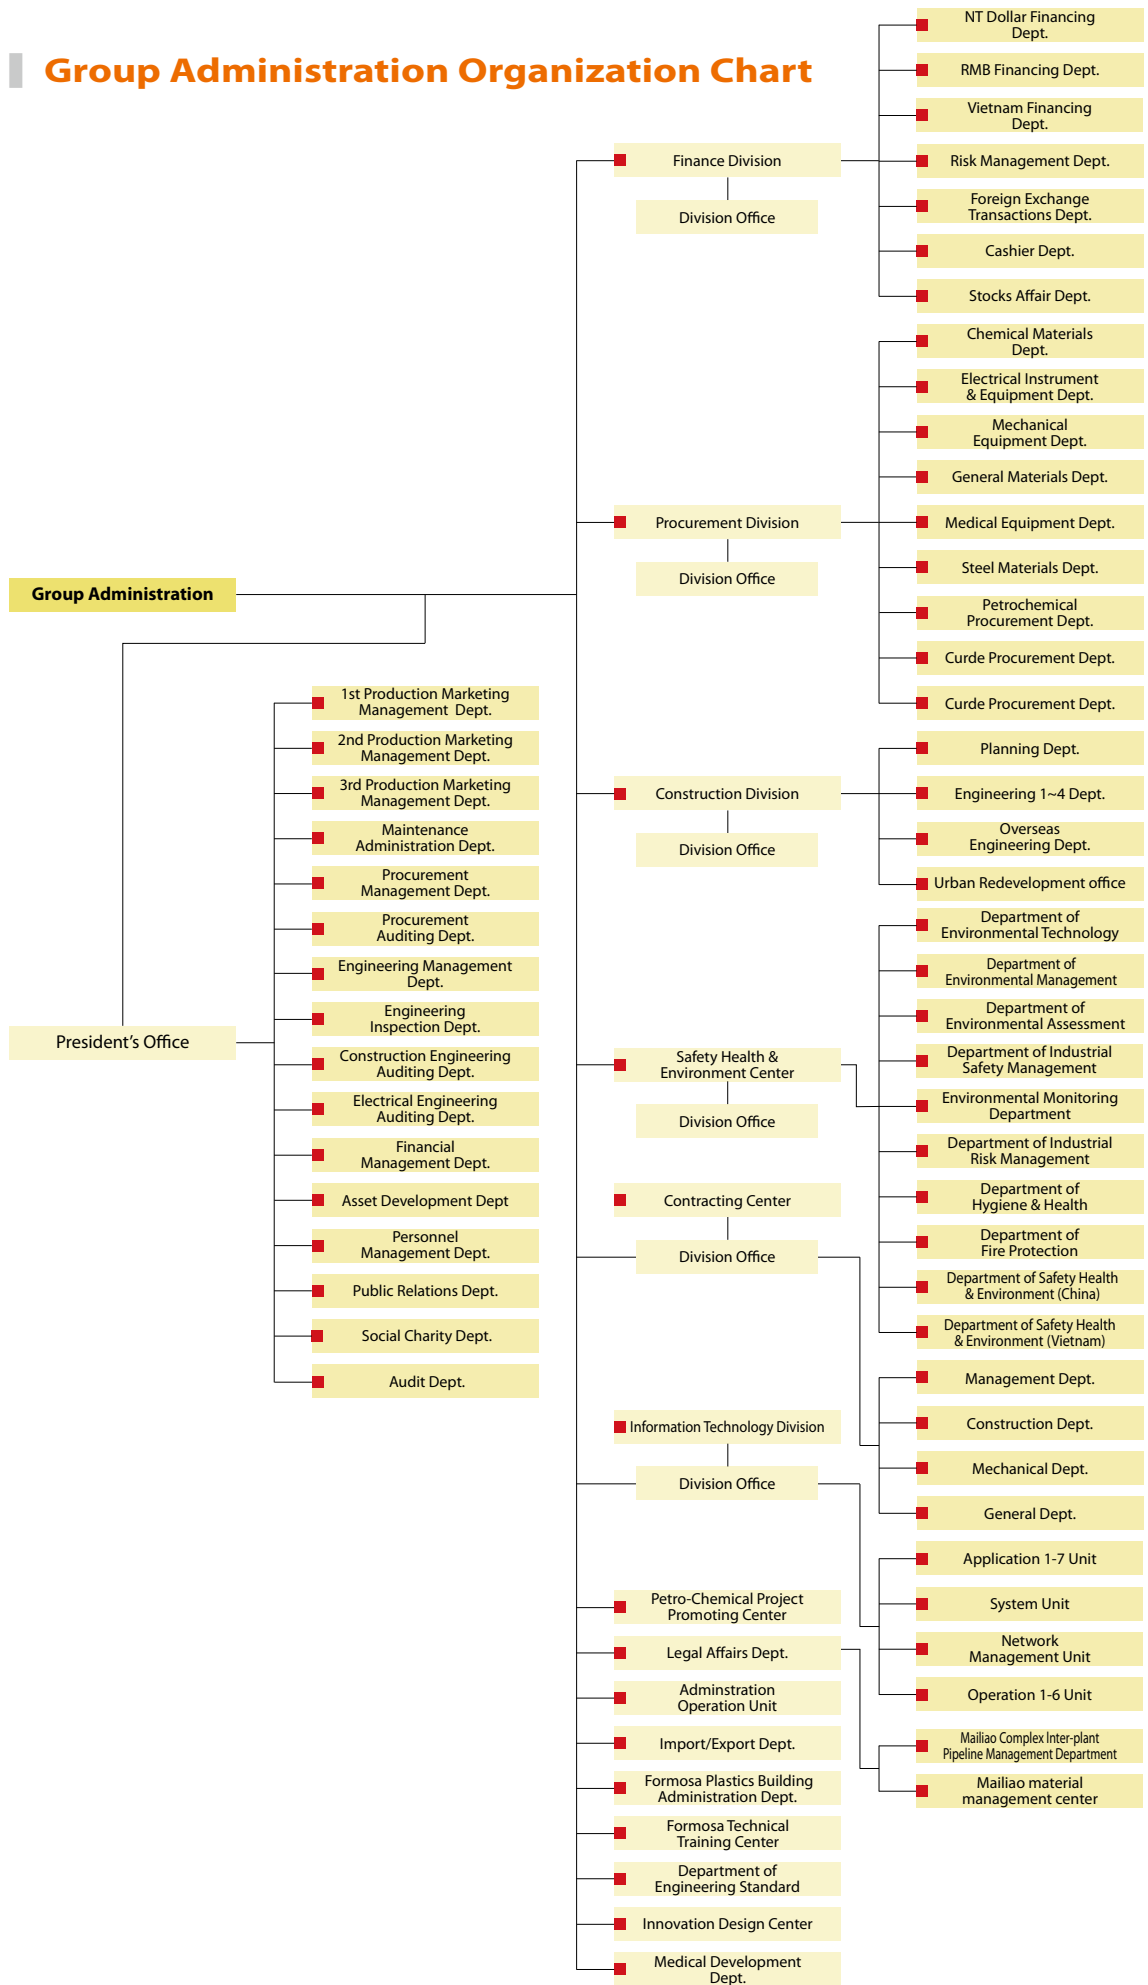 Group Administration Organization Chart
Group Administration
President's Office
1st Production Marketing
Management Dept.
2nd Production Marketing
Management Dept.
3rd Production Marketing
Management Dept.
Maintenance
Administration Dept.
Procurement
Management Dept.
Procurement
Auditing Dept.
Engineering Management
Dept.
Engineering
Inspection Dept.
Construction Engineering
Auditing Dept.
Electrical Engineering
Auditing Dept.
Financial
Management Dept.
Asset Development Dept
Personnel
Management Dept.
Public Relations Dept.
Social Charity Dept.
Audit Dept.
Finance Division
Division Office
Procurement Division
Division Office
Construction Division
Division Office
Safety Health &
Environment Center
Division Office
Contracting Center
Division Office
Information Technology Division
Division Office
Petro-Chemical Project
Promoting Center
Legal Affairs Dept.
Adminstration
Operation Unit
Import/Export Dept.
Formosa Plastics Building
Administration Dept.
Formosa Technical
Training Center
Department of
Engineering Standard
Innovation Design Center
Medical Development
Dept.
NT Dollar Financing
Dept.
RMB Financing Dept.
Vietnam Financing
Dept.
Risk Management Dept.
Foreign Exchange
Transactions Dept.
Cashier Dept.
Stocks Affair Dept.
Chemical Materials
Dept.
Electrical Instrument
& Equipment Dept.
Mechanical
Equipment Dept.
General Materials Dept.
Medical Equipment Dept.
Steel Materials Dept.
Petrochemical
Procurement Dept.
Curde Procurement Dept.
Curde Procurement Dept.
Planning Dept.
Engineering 1~4 Dept.
Overseas
Engineering Dept.
Urban Redevelopment office
Department of
Environmental Technology
Department of
Environmental Management
Department of
Environmental Assessment
Department of Industrial
Safety Management
Environmental Monitoring
Department
Department of Industrial
Risk Management
Department of
Hygiene & Health
Department of
Fire Protection
Department of Safety Health
& Environment (China)
Department of Safety Health
& Environment (Vietnam)
Management Dept.
Construction Dept.
Mechanical Dept.
General Dept.
Application 1-7 Unit
System Unit
Network
Management Unit
Operation 1-6 Unit
Mailiao Complex Inter-plant
Pipeline Management Department
Mailiao material
management center